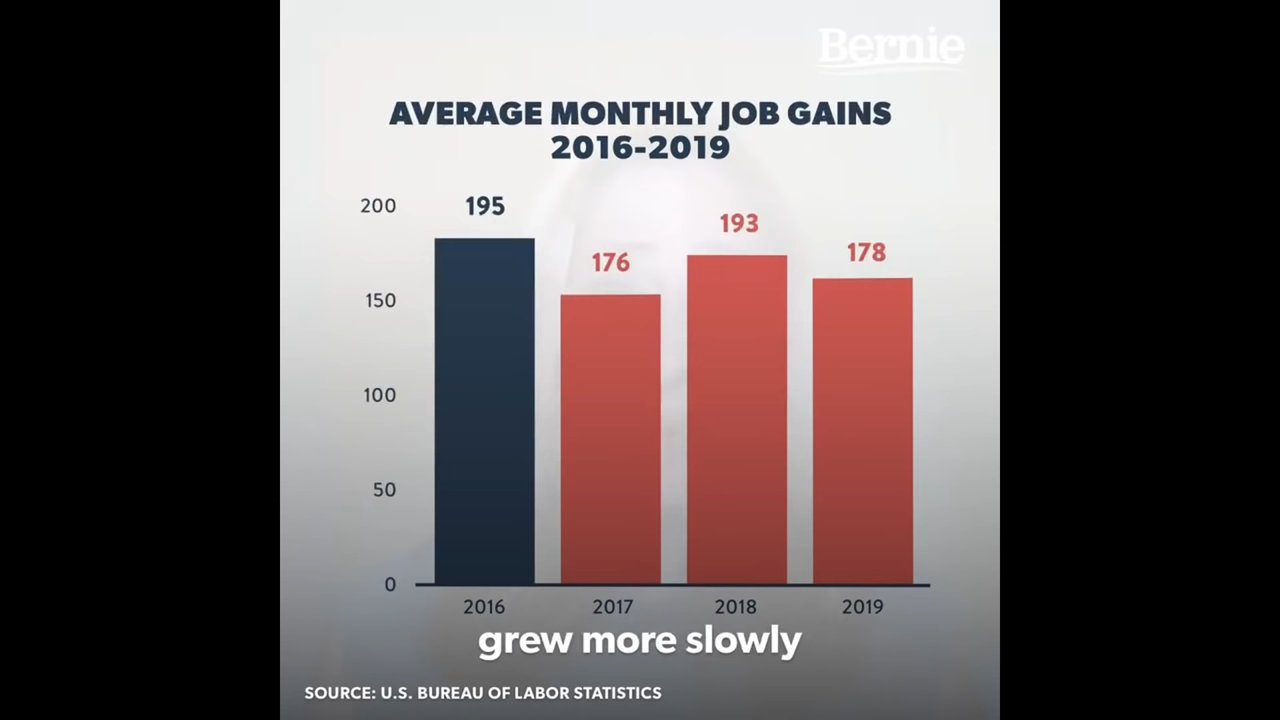 Bernie
AVERAGE MONTHLY JOB GAINS
2016-2019
200
195
176
193
178
150
100
50
0
2016 2017 2018 2019
grew more slowly
SOURCE: U.S. BUREAU OF LABOR STATISTICS